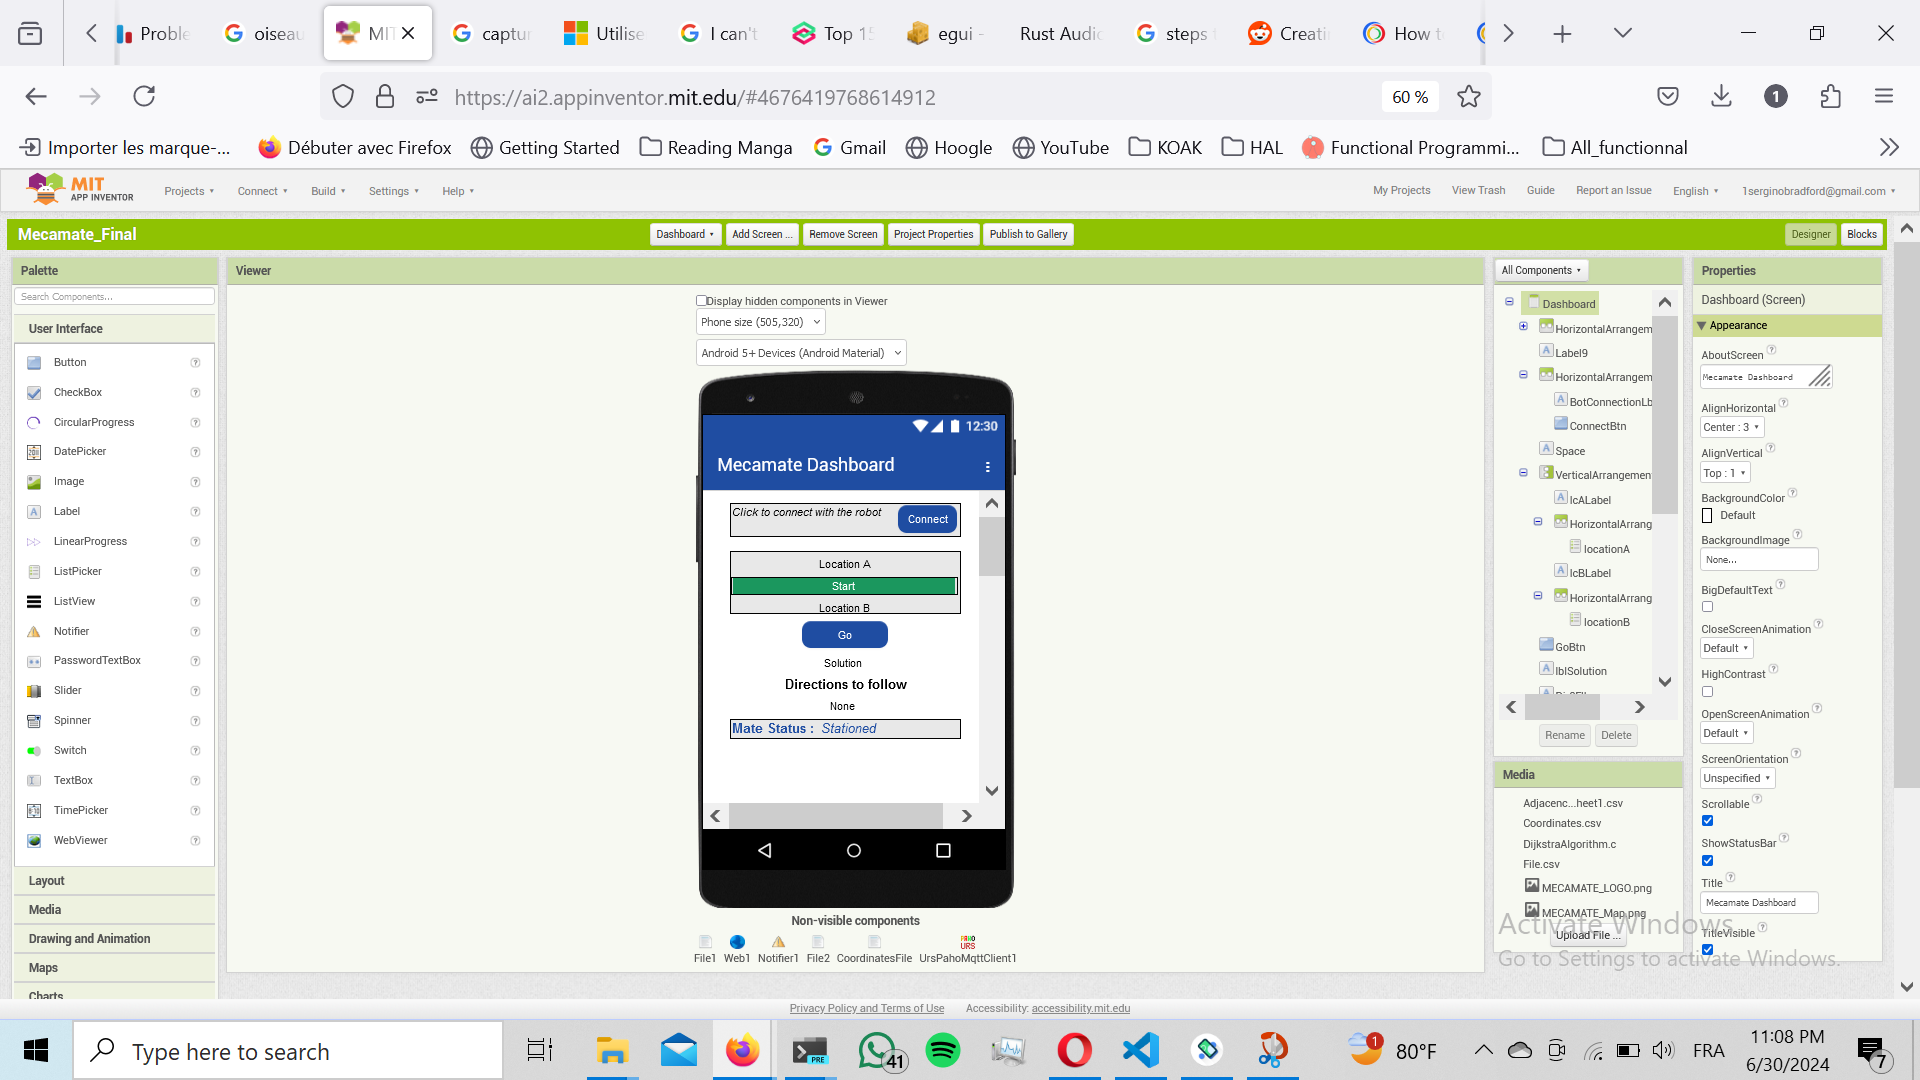 Proble
oiseau
MIT
captur
Utilise
I can't
Top 15
egui -
Rust Audio
steps
Creati
How to
https://ai2.appinventor.mit.edu/#4676419768614912
60 %
1
Importer les marque-...
Débuter avec Firefox
Getting Started
Reading Manga
Gmail
Hoogle
YouTube
KOAK
HAL
Functional Programmi...
All_functionnal
MIT
APP INVENTOR
Projects
Connect
Build
Settings
Help
My Projects
View Trash
Guide
Report an Issue
English
1serginobradford@gmail.com
Mecamate_Final
Dashboard
Add Screen ...
Remove Screen
Project Properties
Publish to Gallery
Designer
Blocks
Palette
Search Components...
User Interface
Button
CheckBox
CircularProgress
DatePicker
Image
Label
LinearProgress
ListPicker
ListView
Notifier
PasswordTextBox
Slider
Spinner
Switch
TextBox
TimePicker
WebViewer
Layout
Media
Drawing and Animation
Maps
Charts
Viewer
Display hidden components in Viewer
Phone size (505,320)
Android 5+ Devices (Android Material)
12:30
Mecamate Dashboard
Click to connect with the robot
Connect
Location A
Start
Location B
Go
Solution
Directions to follow
None
Mate Status : Stationed
Non-visible components
File1
Web1
Notifier1
File2
CoordinatesFile
UrsPahoMqttClient1
All Components
Dashboard
HorizontalArrangem
Label9
HorizontalArrangem
BotConnectionLb
ConnectBtn
Space
VerticalArrangemen
lcALabel
HorizontalArrang
locationA
lcBLabel
HorizontalArrang
locationB
GoBtn
lblSolution
Rename
Delete
Media
Adjacenc...heet1.csv
Coordinates.csv
DijkstraAlgorithm.c
File.csv
MECAMATE_LOGO.png
MECAMATE_Map.png
Upload File ...
Properties
Dashboard (Screen)
Appearance
AboutScreen
Mecamate Dashboard
AlignHorizontal
Center : 3
AlignVertical
Top : 1
BackgroundColor
Default
BackgroundImage
None...
BigDefaultText
CloseScreenAnimation
Default
HighContrast
OpenScreenAnimation
Default
ScreenOrientation
Unspecified
Scrollable
ShowStatusBar
Title
Mecamate Dashboard
TitleVisible
Activate Windows
Go to Settings to activate Windows.
Privacy Policy and Terms of Use
Accessibility: accessibility.mit.edu
Type here to search
PRE
41
1
80°F
FRA
11:08 PM
6/30/2024
7